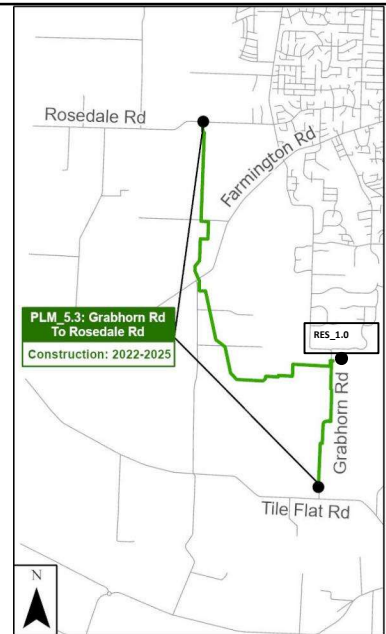 Rosedale Rd
Farmington Rd
PLM_5.3: Grabhorn Rd
To Rosedale Rd
Construction: 2022-2025
RES_1.0
Grabhorn Rd
Tile Flat Rd
N